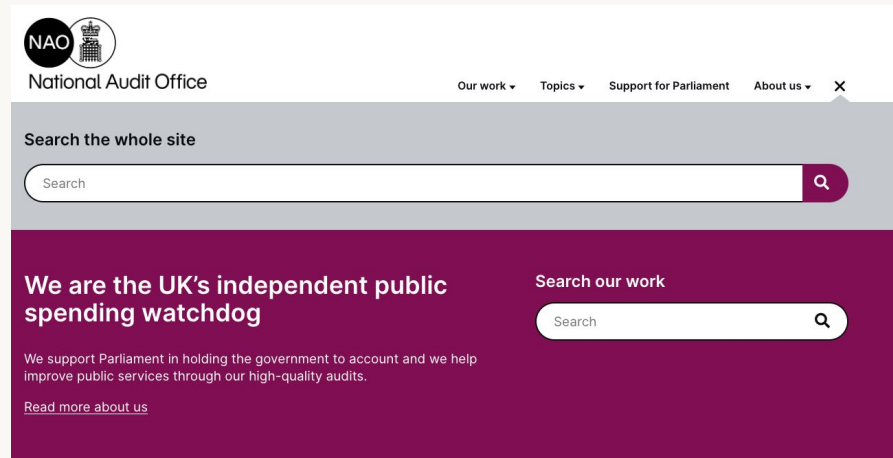 NAO
National Audit Office
Our work
Topics
Support for Parliament
About us
Search the whole site
Search
We are the UK’s independent public
spending watchdog
We support Parliament in holding the government to account and we help
improve public services through our high-quality audits.
Read more about us
Search our work
Search